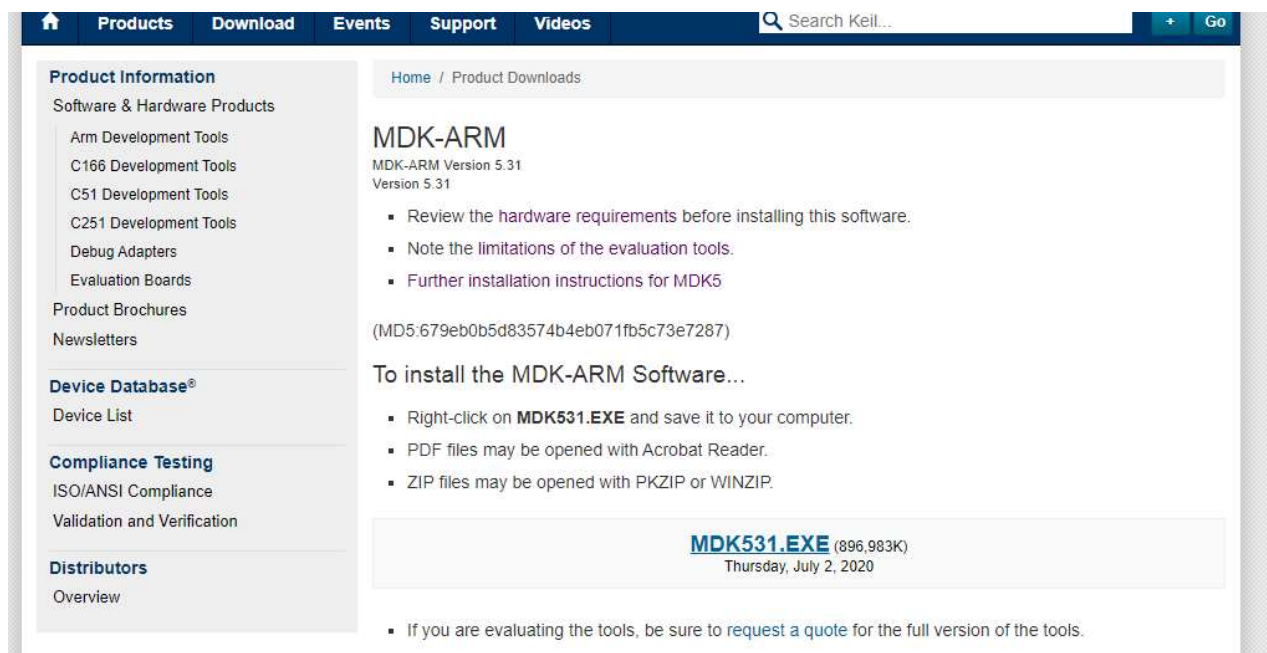 Products Download Events Support Videos Search Keil... + Go
Product Information
Software & Hardware Products
Arm Development Tools
C166 Development Tools
C51 Development Tools
C251 Development Tools
Debug Adapters
Evaluation Boards
Product Brochures
Newsletters
Device Database®
Device List
Compliance Testing
ISO/ANSI Compliance
Validation and Verification
Distributors
Overview
Home / Product Downloads
MDK-ARM
MDK-ARM Version 5.31
Version 5.31
Review the hardware requirements before installing this software.
Note the limitations of the evaluation tools.
Further installation instructions for MDK5
(MD5:679eb0b5d83574b4eb071fb5c73e7287)
To install the MDK-ARM Software...
Right-click on MDK531.EXE and save it to your computer.
PDF files may be opened with Acrobat Reader.
ZIP files may be opened with PKZIP or WINZIP.
MDK531.EXE (896,983K)
Thursday, July 2, 2020
If you are evaluating the tools, be sure to request a quote for the full version of the tools.